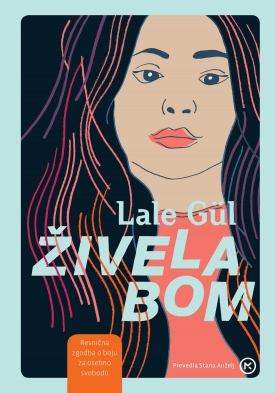 Lale Gül
ŽIVELA
BOM
Resnična
zgodba o boju
za osebno
svobodo
Prevedla Stana Anželj